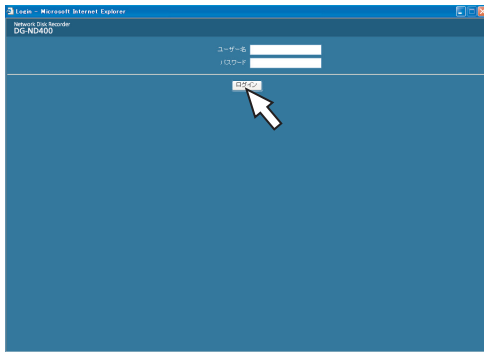 Login - Microsoft Internet Explorer
Network Disk Recorder
DG-ND400
ユーザー名
パスワード
ログイン